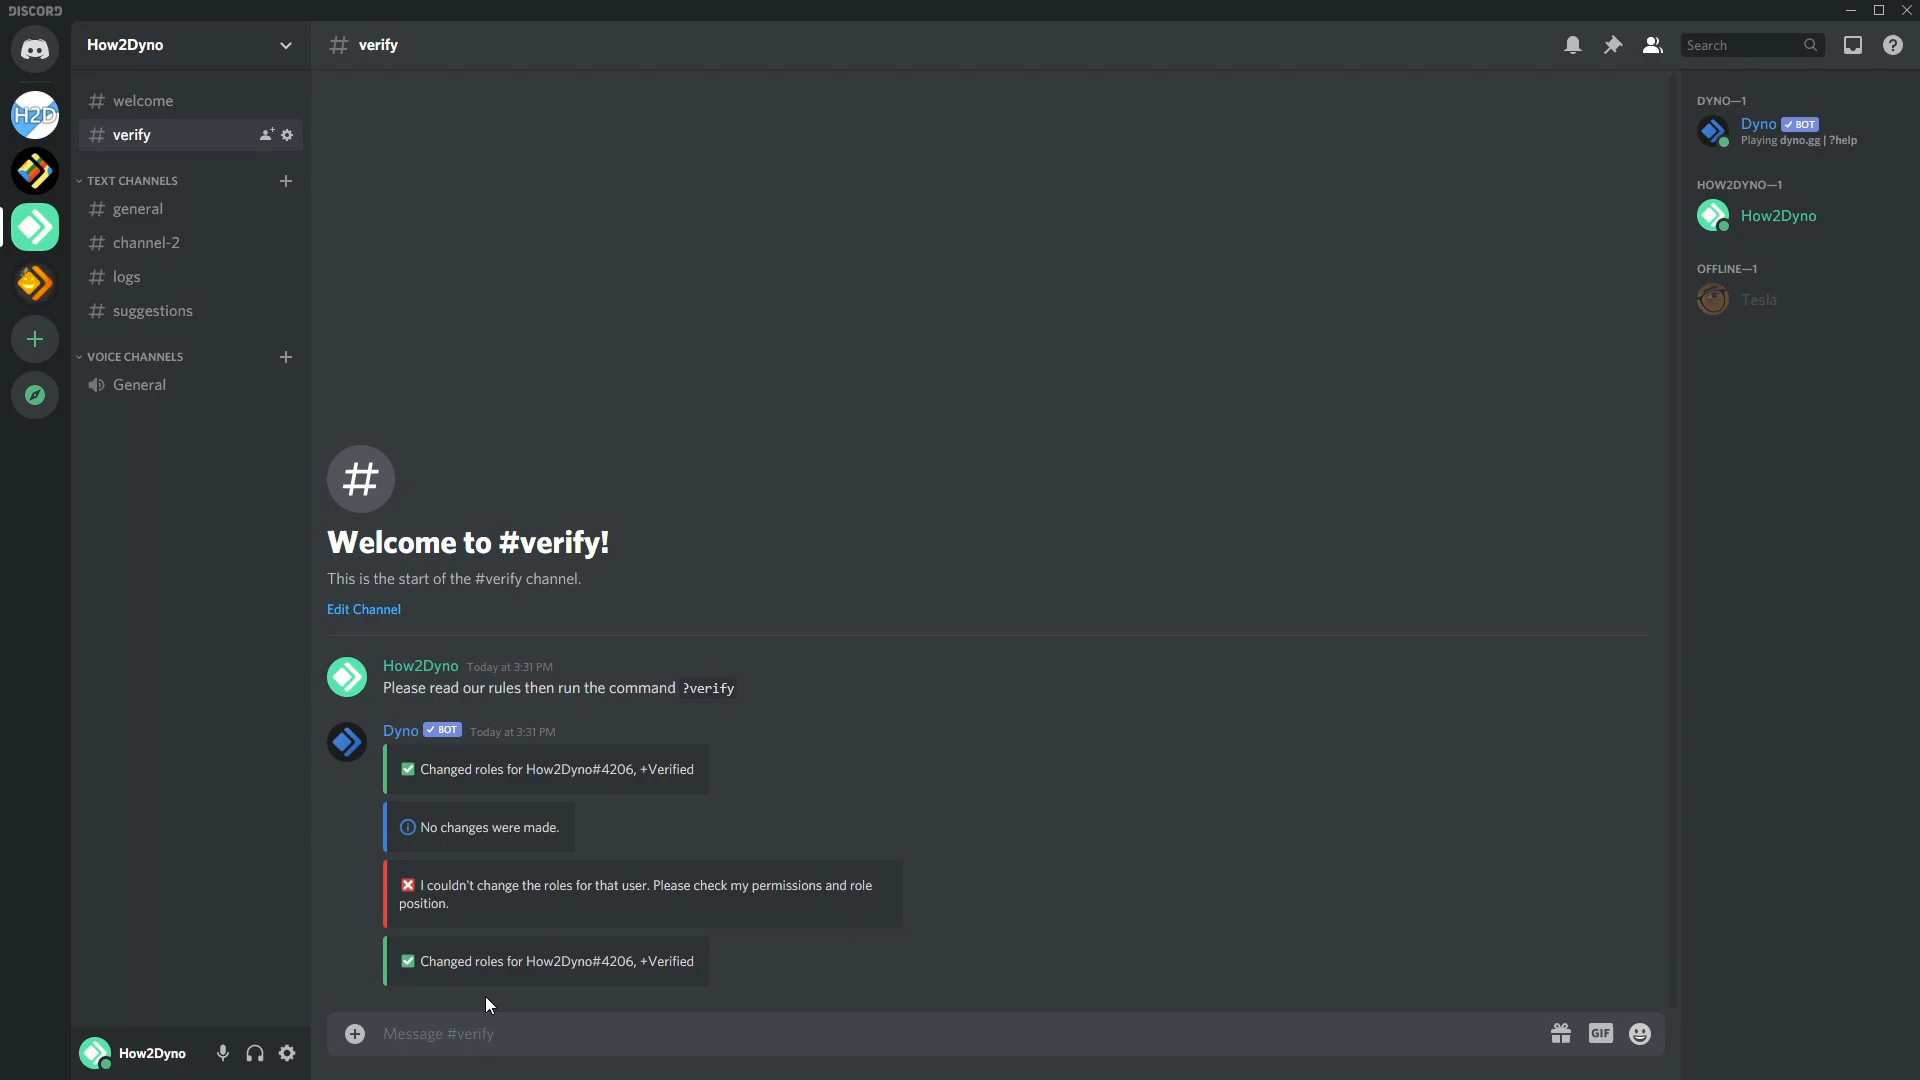 DISCORD
How2Dyno
verify
Search
H2D
welcome
verify
TEXT CHANNELS
general
channel-2
logs
suggestions
VOICE CHANNELS
General
Welcome to #verify!
This is the start of the #verify channel.
Edit Channel
How2Dyno Today at 3:31 PM
Please read our rules then run the command ?verify
Dyno ✓ BOT Today at 3:31 PM
Changed roles for How2Dyno#4206, +Verified
No changes were made.
I couldn't change the roles for that user. Please check my permissions and role
position.
Changed roles for How2Dyno#4206, +Verified
Message #verify
GIF
How2Dyno
DYNO—1
Dyno ✓ BOT
Playing dyno.gg | ?help
HOW2DYNO—1
How2Dyno
OFFLINE—1
Tesla